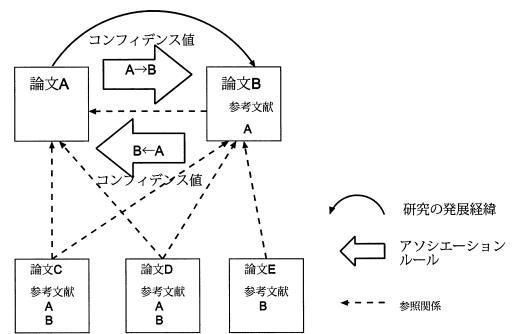 コンフィデンス値
A→B
論文A
論文B
参考文献
A
B←A
コンフィデンス値
論文C
参考文献
A
B
論文D
参考文献
A
B
論文E
参考文献
B
研究の発展経緯
アソシエーション
ルール
参照関係